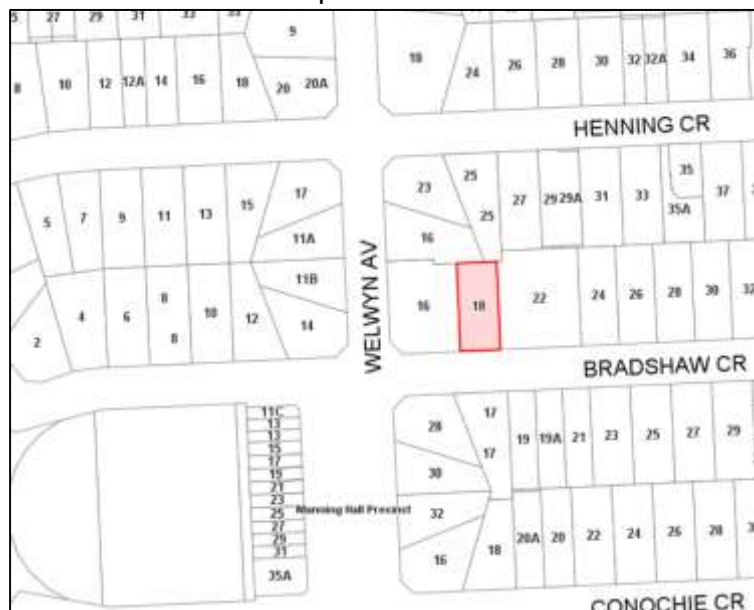 5 27 29 31 33 33
9
8 10 12 12A 14 16 18 20 20A
18 24 26 28 30 32 32A 34 36
HENNING CR
5 7 9 11 13 15 17
11A
23 25 25 27 29 29A 31 33 35 35A 37
16
WELWYN AV
2 4 6 8 8 10 12 11B
14
16 18 22 24 26 28 30 32
BRADSHAW CR
11C
13
13
15
17
19
21
23
25
27
29
31
35A
Manning Hall Precinct
28 17 17 19 19A 21 23 25 27 29
30
32
16 18 20A 20 22 24 26 28
CONOCHIE CR